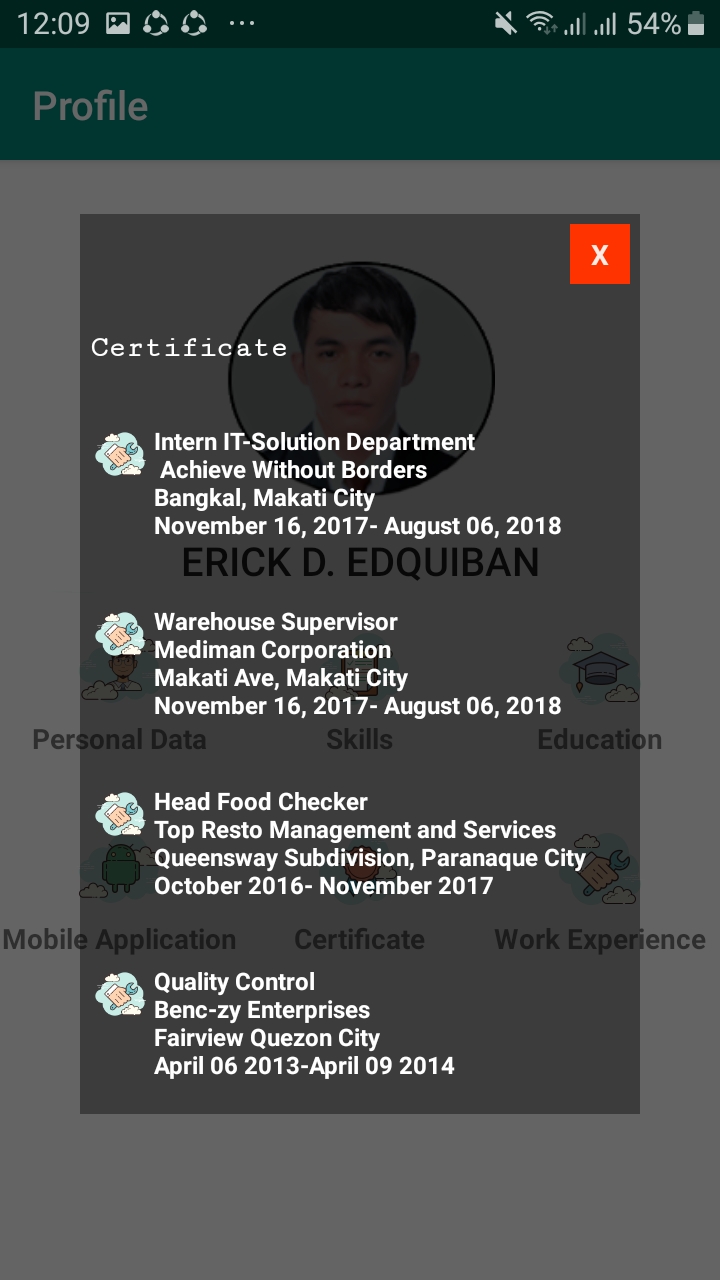 12:09 ... 54%
Profile
X
Certificate
Intern IT-Solution Department
Achieve Without Borders
Bangkal, Makati City
November 16, 2017- August 06, 2018
ERICK D. EDQUIBAN
Warehouse Supervisor
Mediman Corporation
Makati Ave, Makati City
November 16, 2017- August 06, 2018
Personal Data Skills Education
Head Food Checker
Top Resto Management and Services
Queensway Subdivision, Paranaque City
October 2016- November 2017
Mobile Application Certificate Work Experience
Quality Control
Benc-zy Enterprises
Fairview Quezon City
April 06 2013-April 09 2014